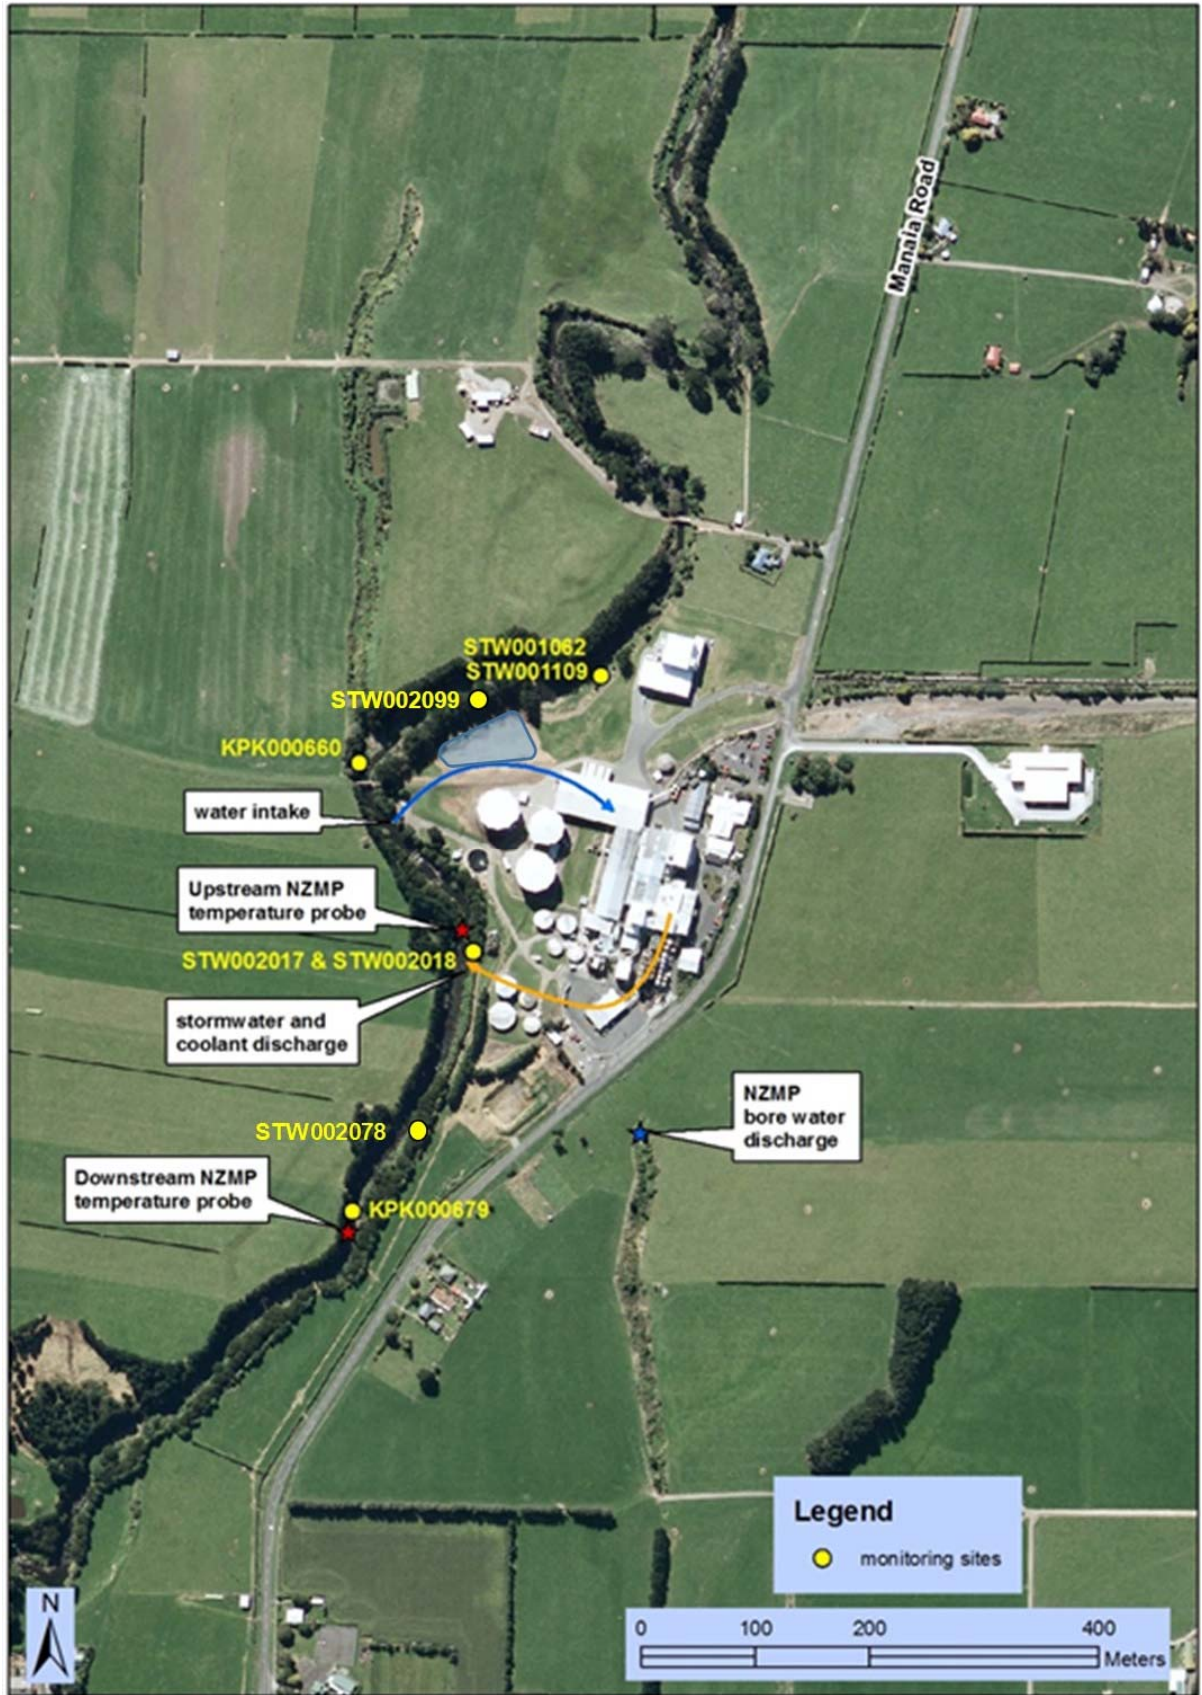 Manaia Road
STW001062
STW001109
STW002099
KPK000660
water intake
Upstream NZMP
temperature probe
STW002017 & STW002018
stormwater and
coolant discharge
NZMP
bore water
discharge
STW002078
Downstream NZMP
temperature probe
KPK000679
Legend
monitoring sites
N
0 100 200 400
Meters